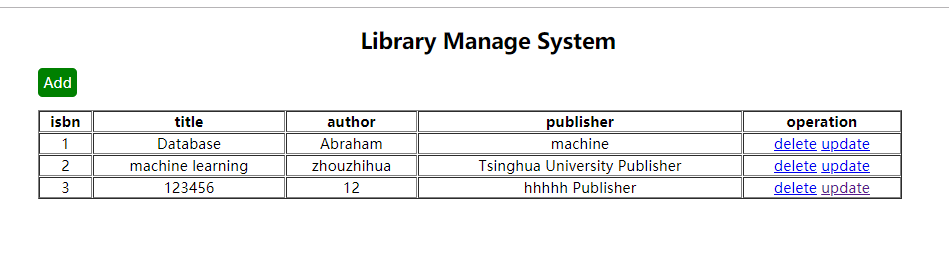 Library Manage System
Add
isbn title author publisher operation
1 Database Abraham machine delete update
2 machine learning zhouzhihua Tsinghua University Publisher delete update
3 123456 12 hhhhh Publisher delete update